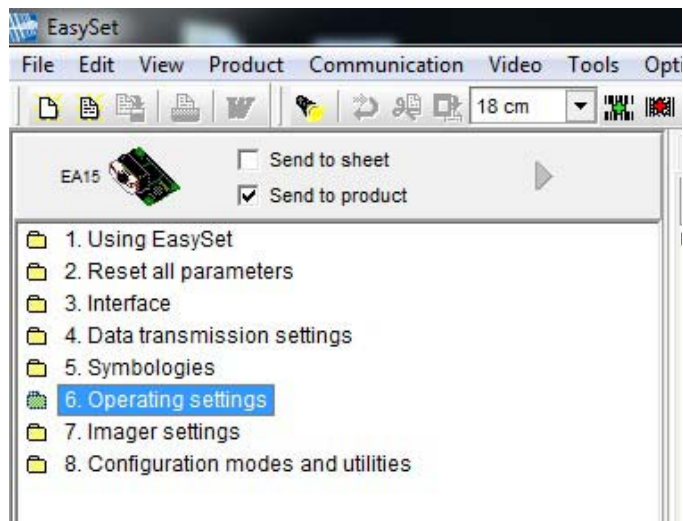 EasySet
File Edit View Product Communication Video Tools Opti
18 cm
EA15
Send to sheet
Send to product
1. Using EasySet
2. Reset all parameters
3. Interface
4. Data transmission settings
5. Symbologies
6. Operating settings
7. Imager settings
8. Configuration modes and utilities